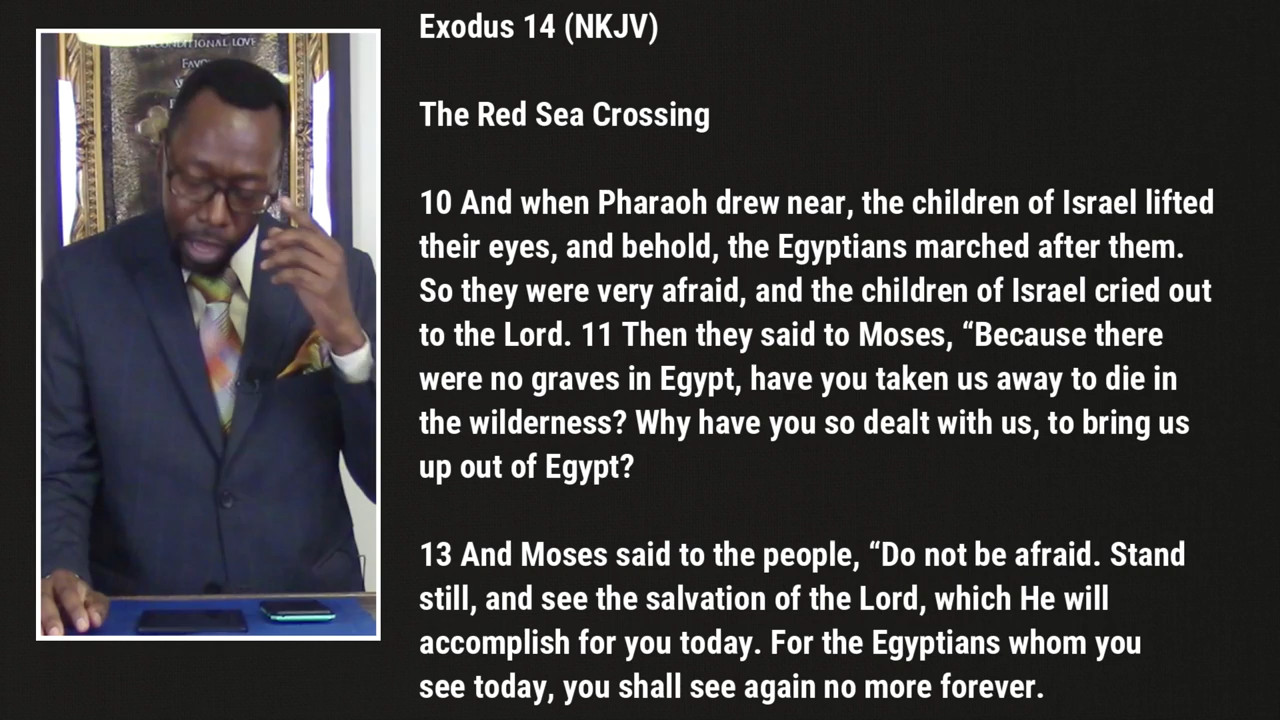 CONDITIONAL LOVE
Exodus 14 (NKJV)
The Red Sea Crossing
10 And when Pharaoh drew near, the children of Israel lifted
their eyes, and behold, the Egyptians marched after them.
So they were very afraid, and the children of Israel cried out
to the Lord. 11 Then they said to Moses, “Because there
were no graves in Egypt, have you taken us away to die in
the wilderness? Why have you so dealt with us, to bring us
up out of Egypt?
13 And Moses said to the people, “Do not be afraid. Stand
still, and see the salvation of the Lord, which He will
accomplish for you today. For the Egyptians whom you
see today, you shall see again no more forever.